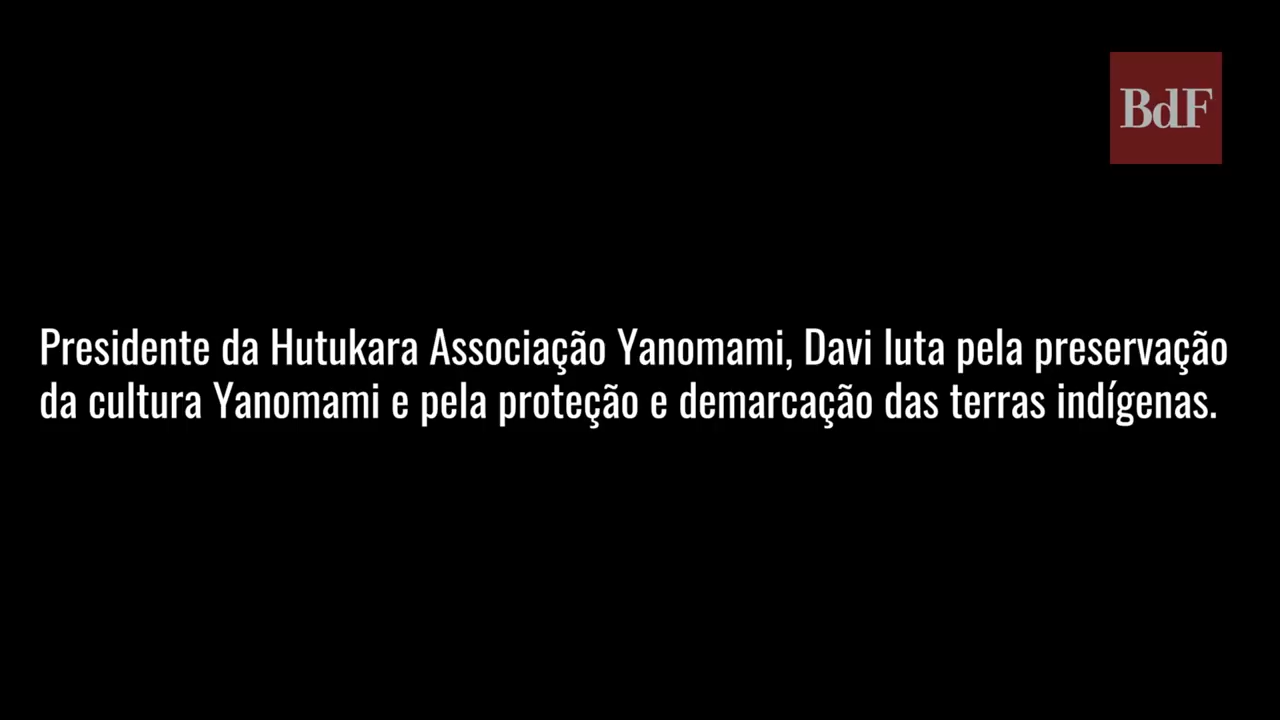 BdF
Presidente da Hutukara Associação Yanomami, Davi luta pela preservação
da cultura Yanomami e pela proteção e demarcação das terras indígenas.